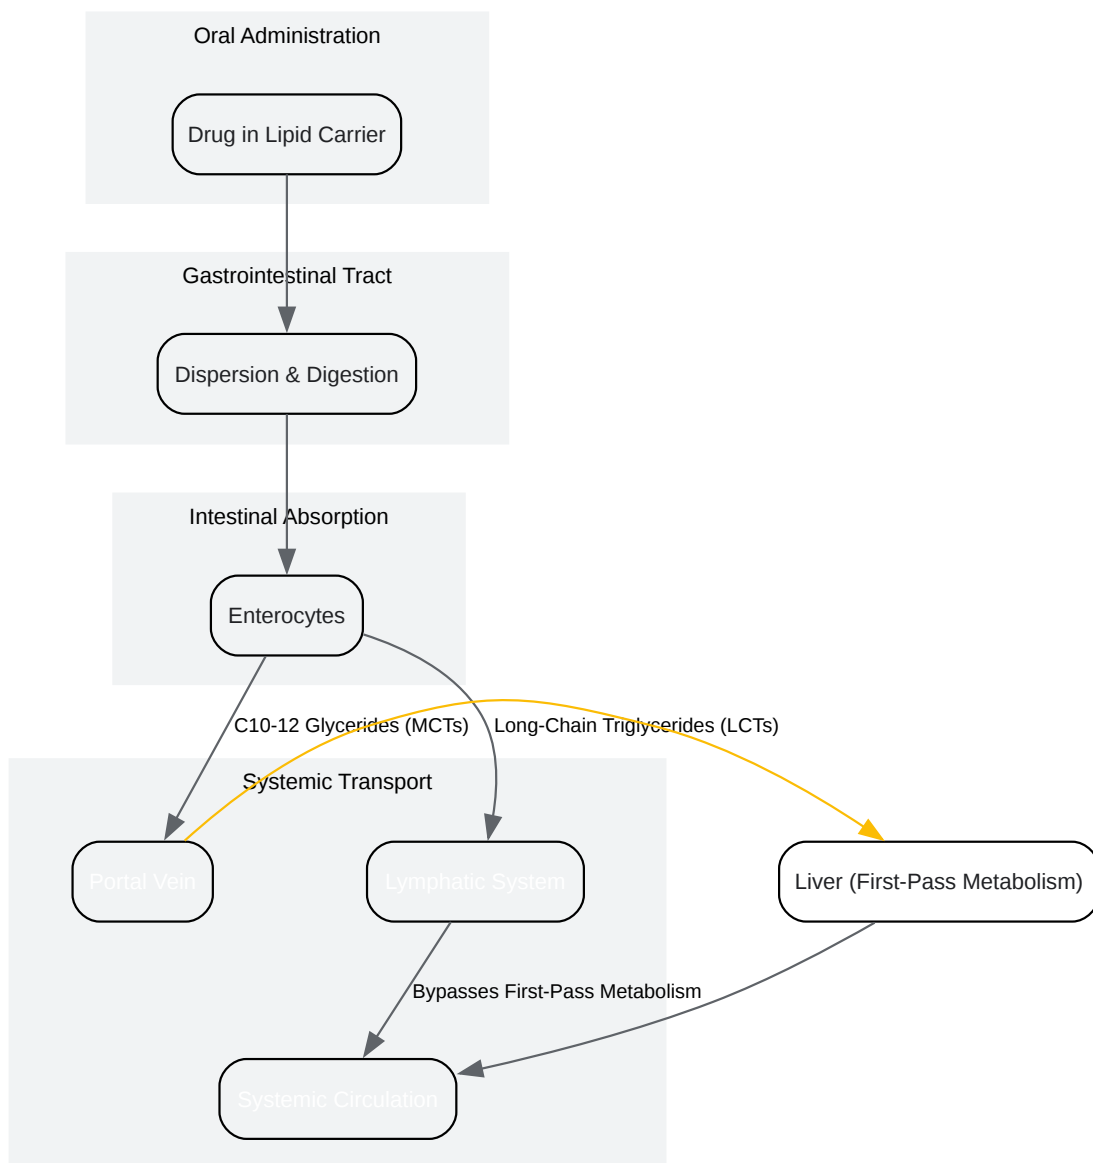 Oral Administration
Drug in Lipid Carrier
Gastrointestinal Tract
Dispersion & Digestion
Intestinal Absorption
Enterocytes
C10-12 Glycerides (MCTs)
Long-Chain Triglycerides (LCTs)
Systemic Transport
Portal Vein
Lymphatic System
Liver (First-Pass Metabolism)
Bypasses First-Pass Metabolism
Systemic Circulation